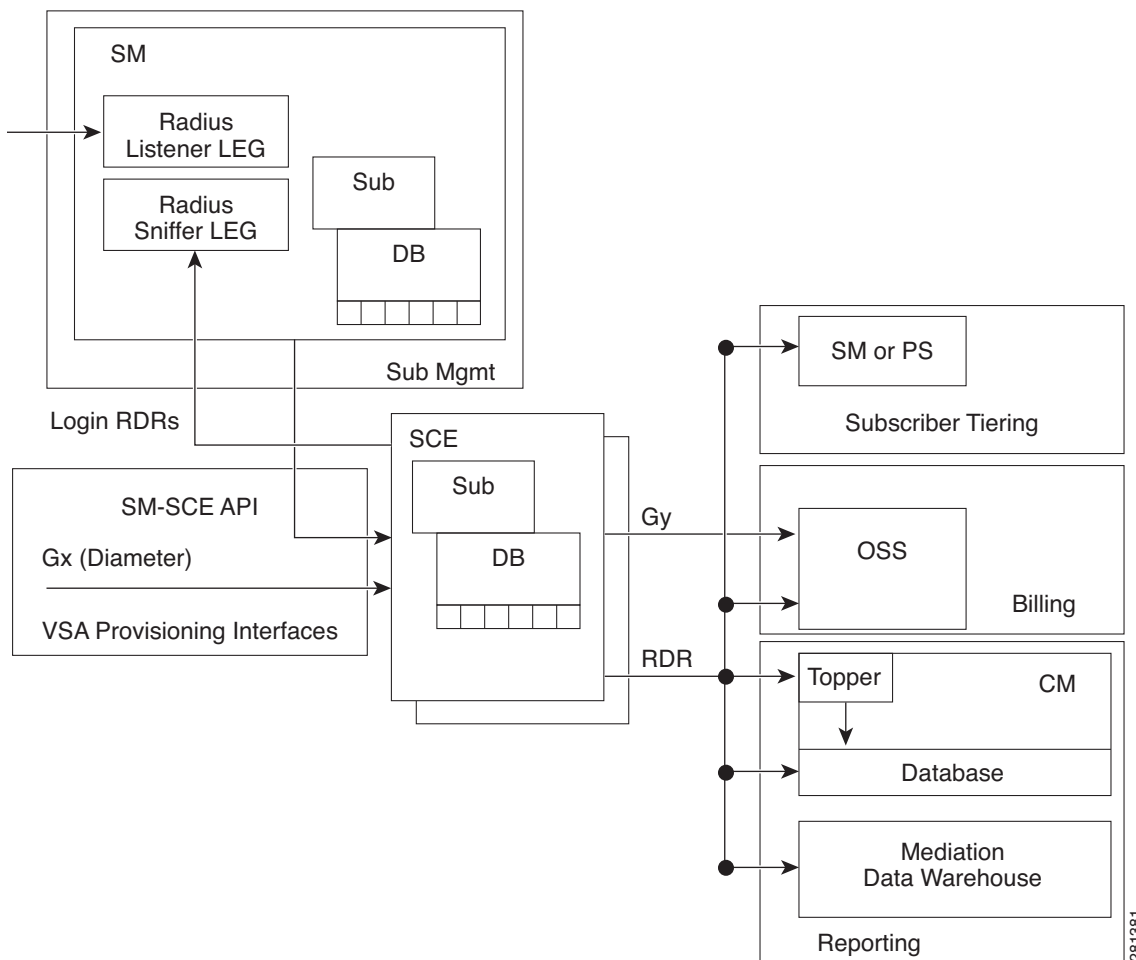 SM
Radius
Listener LEG
Radius
Sniffer LEG
Sub
DB
Sub Mgmt
Login RDRs
SM-SCE API
Gx (Diameter)
VSA Provisioning Interfaces
SCE
Sub
DB
Gy
RDR
SM or PS
Subscriber Tiering
OSS
Billing
Topper
CM
Database
Mediation
Data Warehouse
Reporting
281381